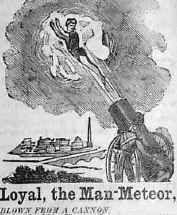 Loyal, the Man-Meteor,
BLOWN FROM A CANNON.